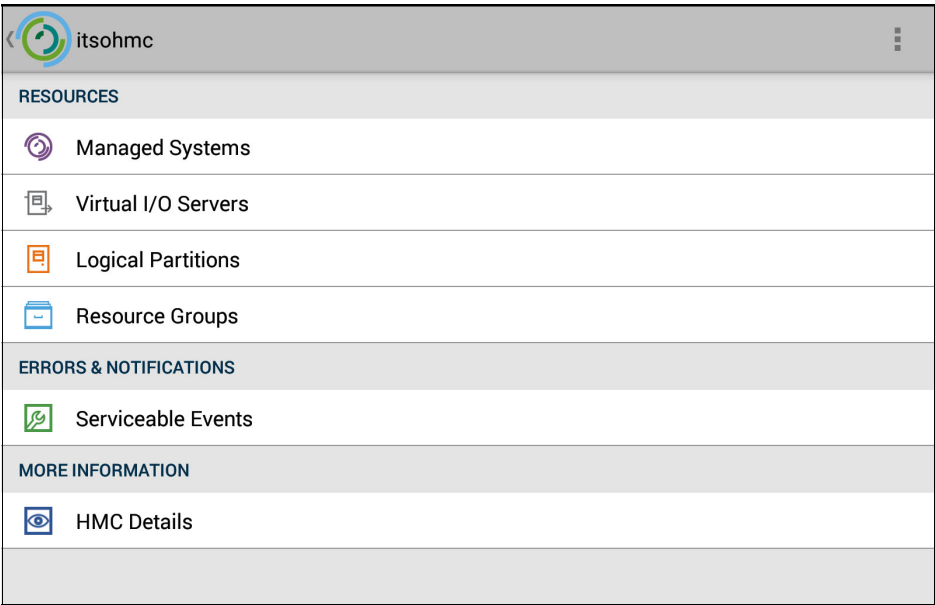 itsohmc
RESOURCES
Managed Systems
Virtual I/O Servers
Logical Partitions
Resource Groups
ERRORS & NOTIFICATIONS
Serviceable Events
MORE INFORMATION
HMC Details